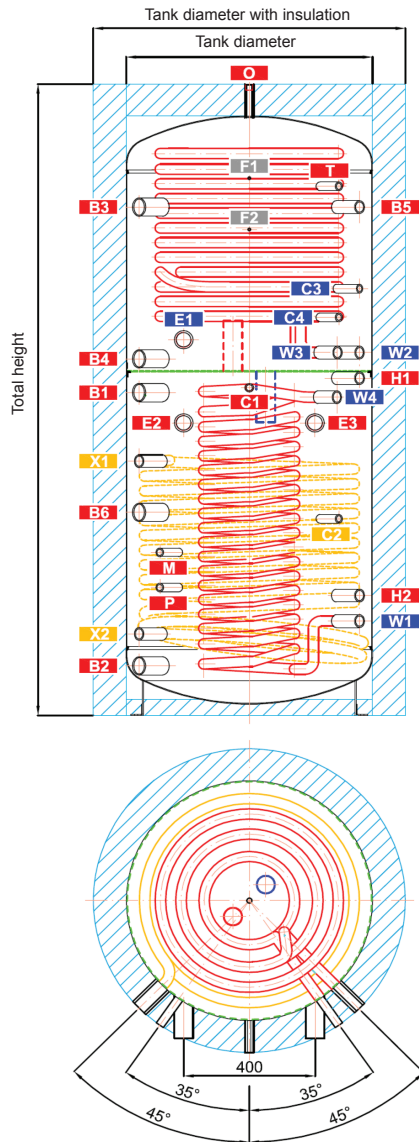 Tank diameter with insulation
Tank diameter
O
F1
T
B3
B5
F2
C3
E1
C4
W3
W2
B4
H1
B1
C1
W4
E2
E3
X1
B6
C2
M
P
H2
W1
X2
B2
Total height
400
35°
35°
45°
45°